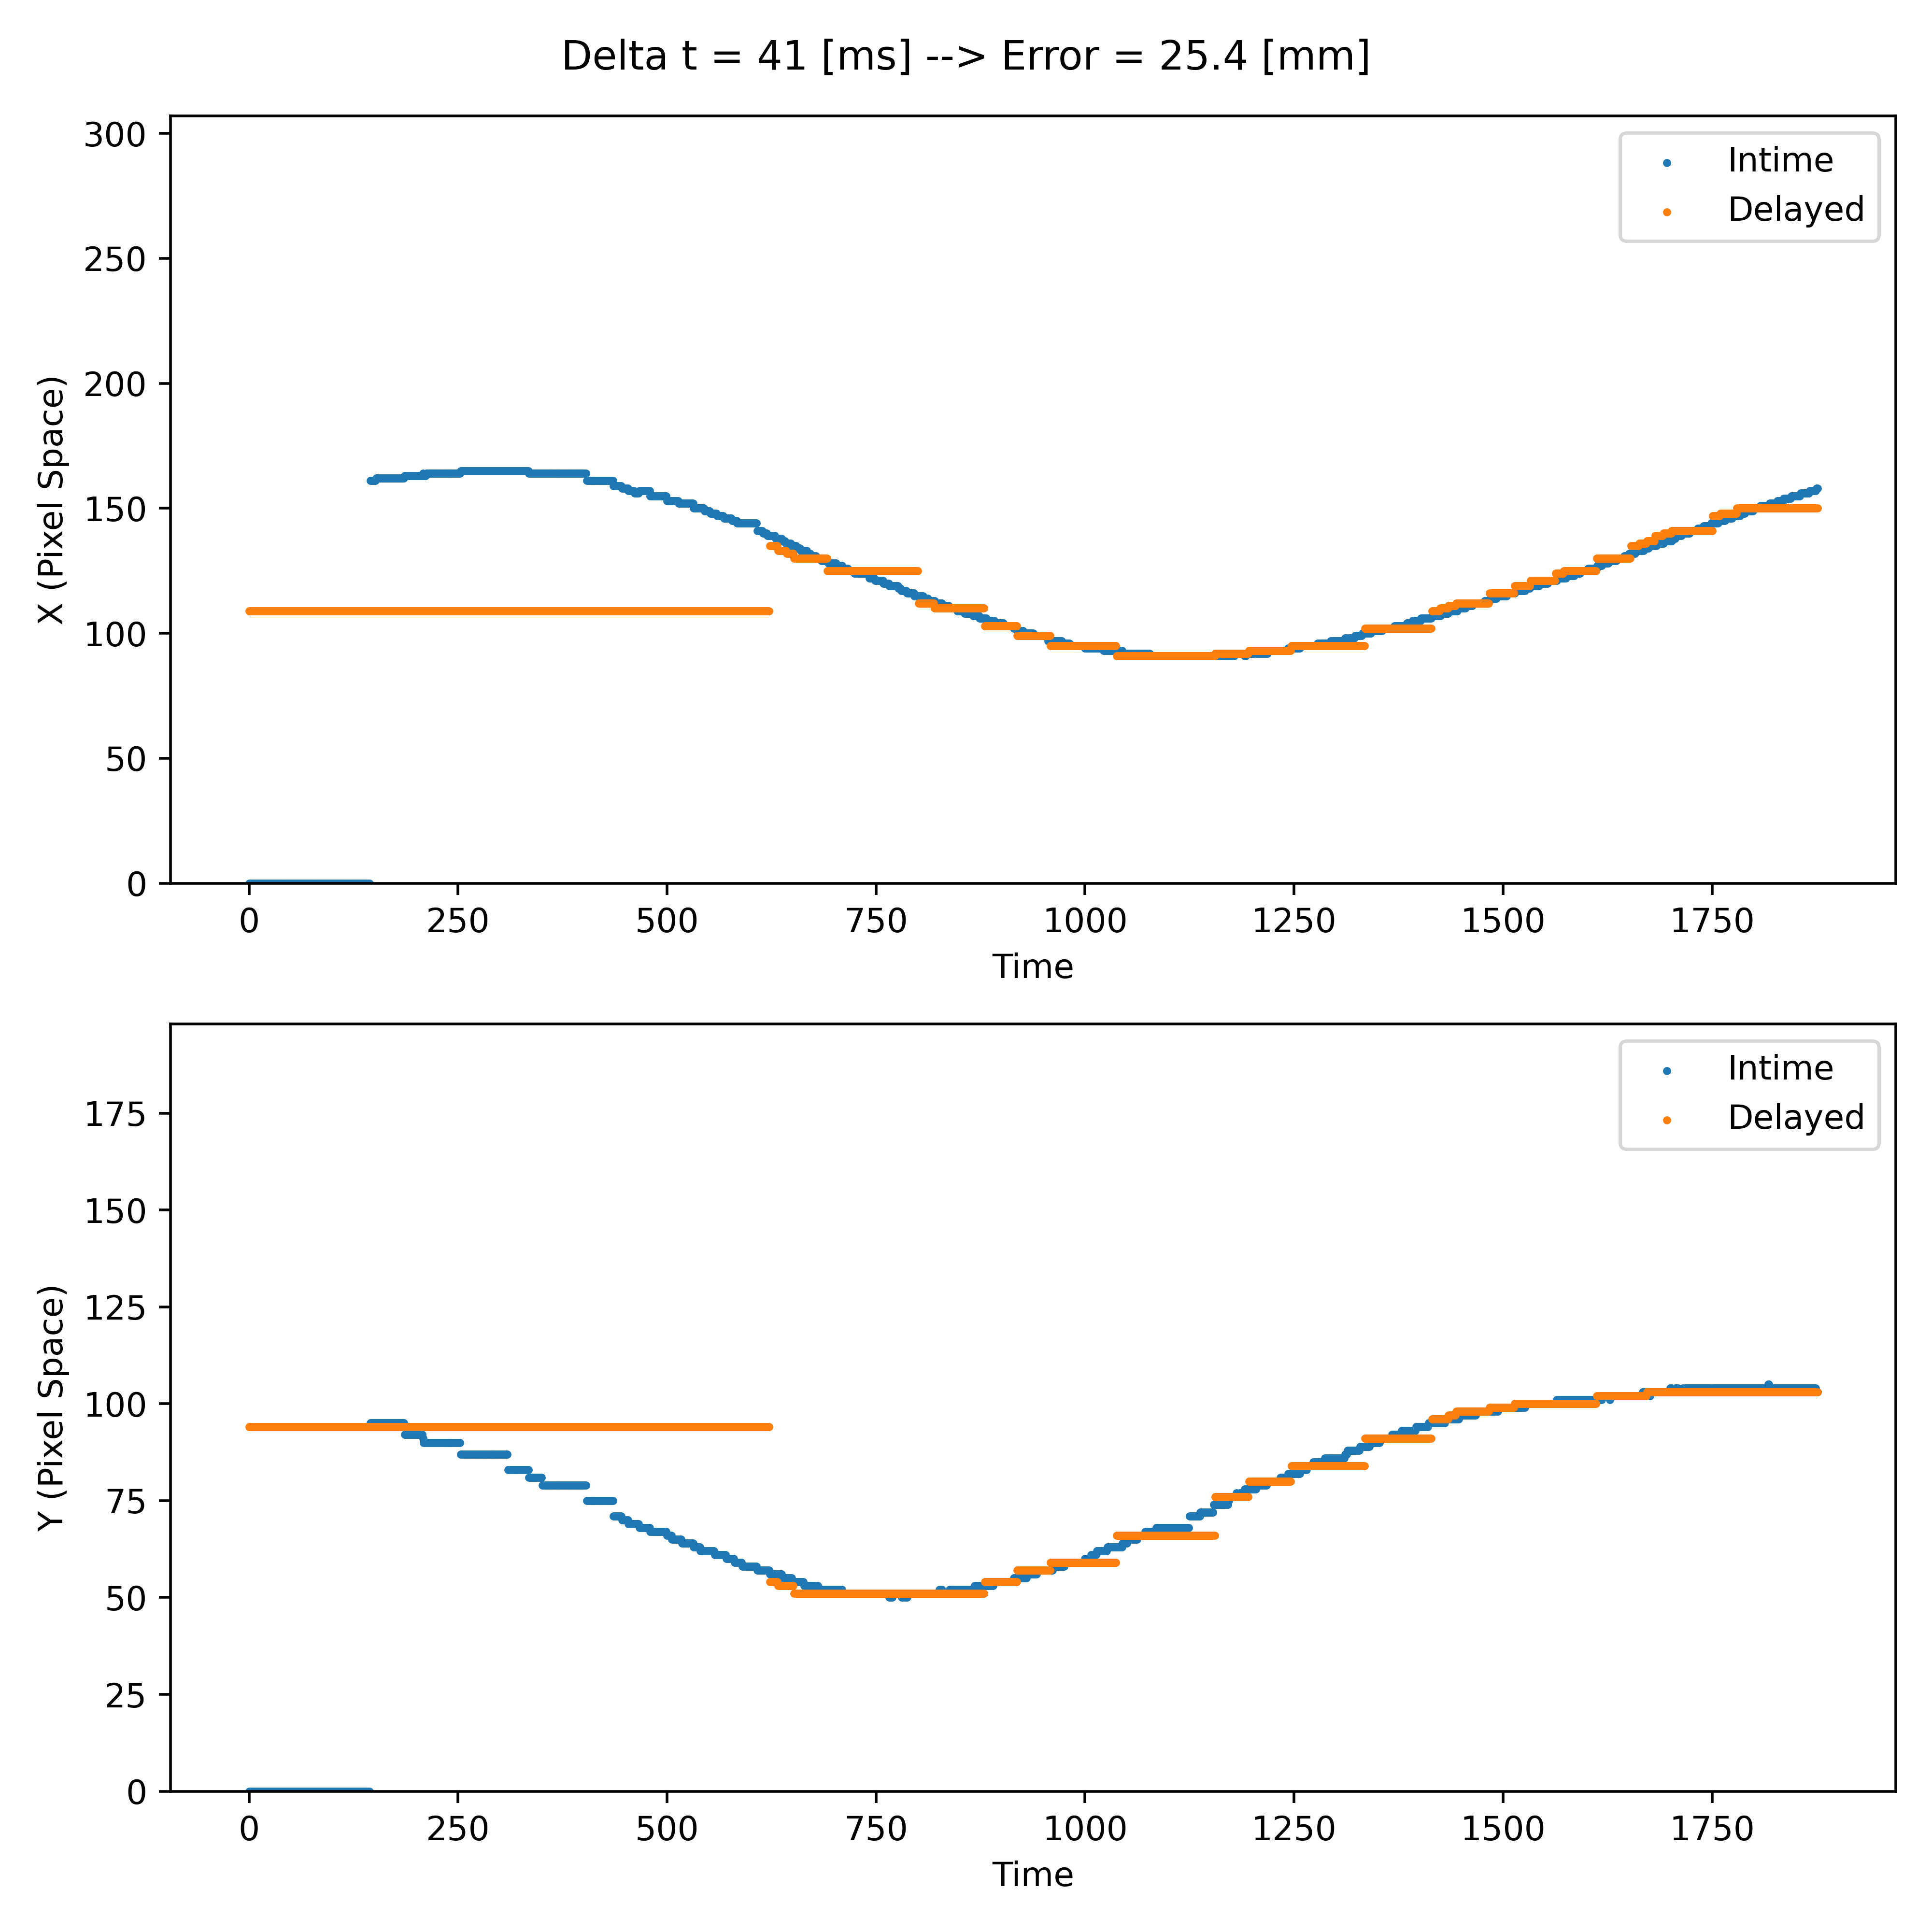 Delta t = 41 [ms] --> Error = 25.4 [mm]
300
250
200
150
100
50
0
X (Pixel Space)
Intime
Delayed
0 250 500 750 1000 1250 1500 1750
Time
175
150
125
100
75
50
25
0
Y (Pixel Space)
Intime
Delayed
0 250 500 750 1000 1250 1500 1750
Time